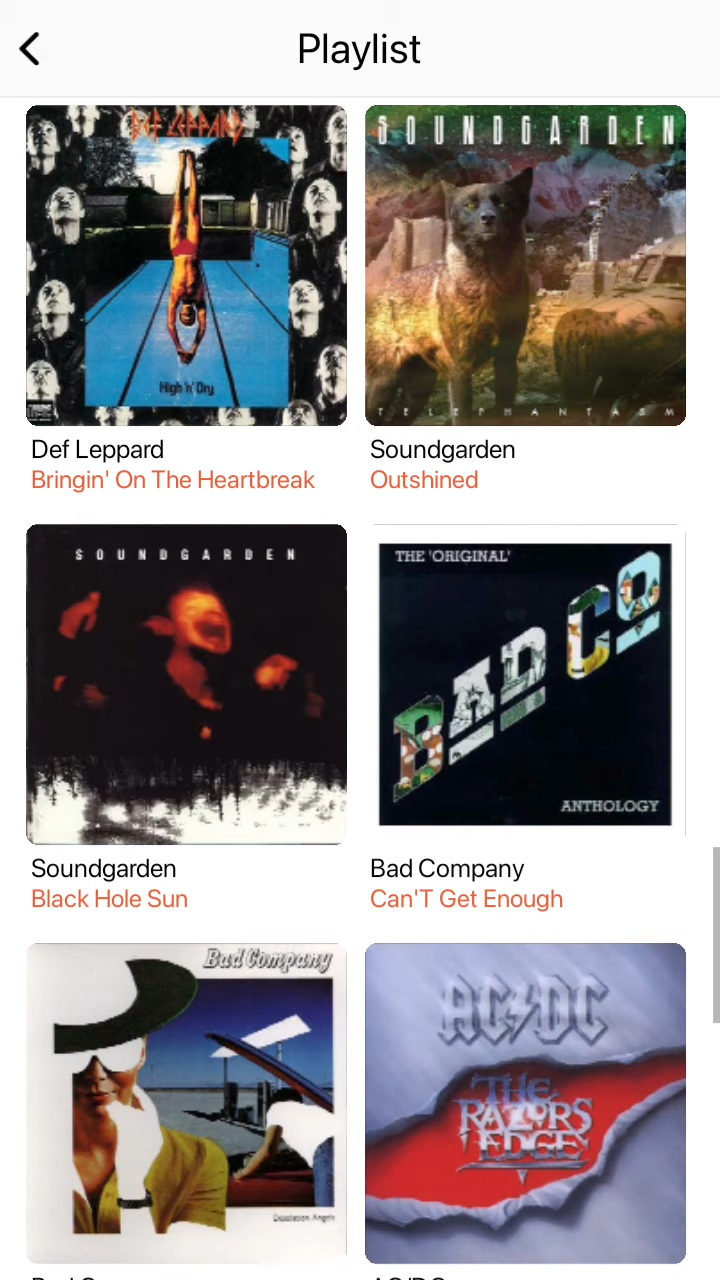 Playlist
DEF LEPPARD
High 'n' Dry
SOUNDGARDEN
TELEPHANTASM
Def Leppard
Bringin' On The Heartbreak
Soundgarden
Outshined
SOUNDGARDEN
THE 'ORIGINAL'
BAD CO
ANTHOLOGY
Soundgarden
Black Hole Sun
Bad Company
Can'T Get Enough
Bad Company
Desolation Angels
AC/DC
THE
RAZORS
EDGE